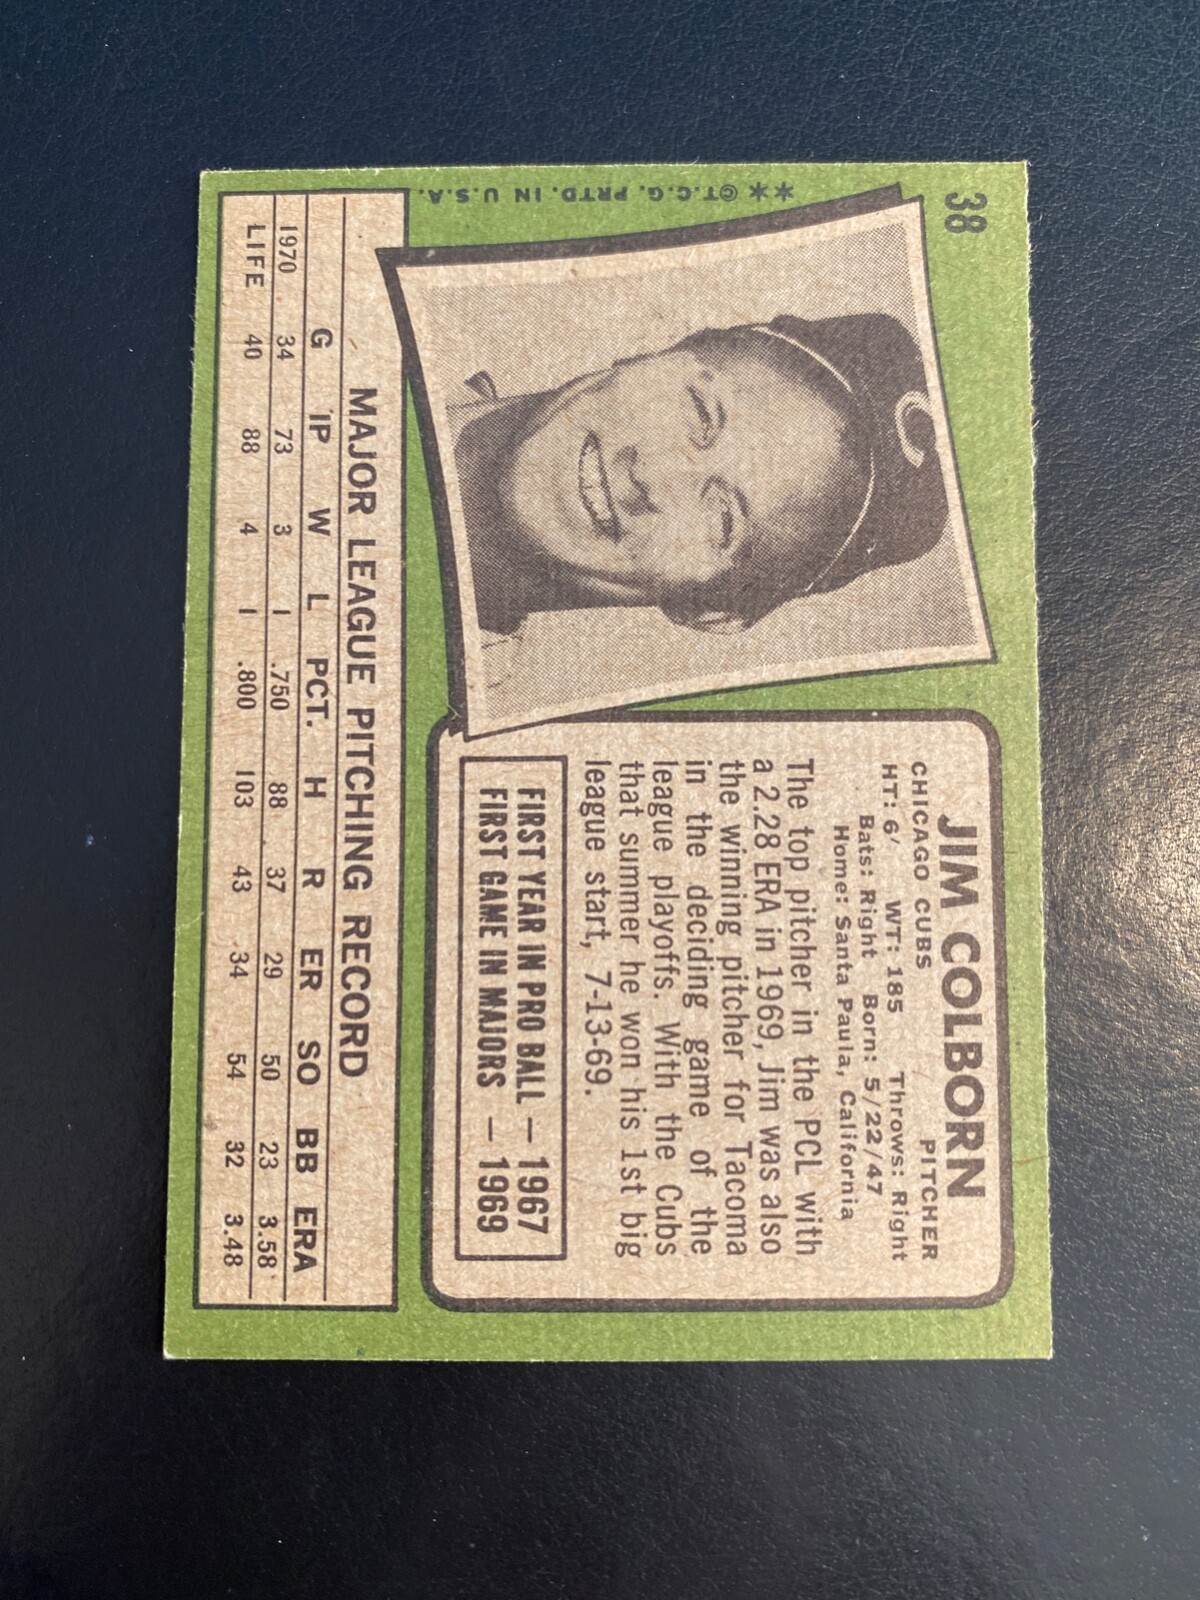 38
** ©T.C.G. PRTD. IN U.S.A.
C
JIM COLBORN
CHICAGO CUBS PITCHER
HT: 6' WT: 185 Throws: Right
Bats: Right Born: 5/22/47
Home: Santa Paula, California
The top pitcher in the PCL with
a 2.28 ERA in 1969, Jim was also
the winning pitcher for Tacoma
in the deciding game of the
league playoffs. With the Cubs
that summer he won his 1st big
league start, 7-13-69.
FIRST YEAR IN PRO BALL — 1967
FIRST GAME IN MAJORS — 1969
MAJOR LEAGUE PITCHING RECORD
G IP W L PCT. H R ER SO BB ERA
1970 34 73 3 1 .750 88 37 29 50 23 3.58
LIFE 40 88 4 1 .800 103 43 34 54 32 3.48